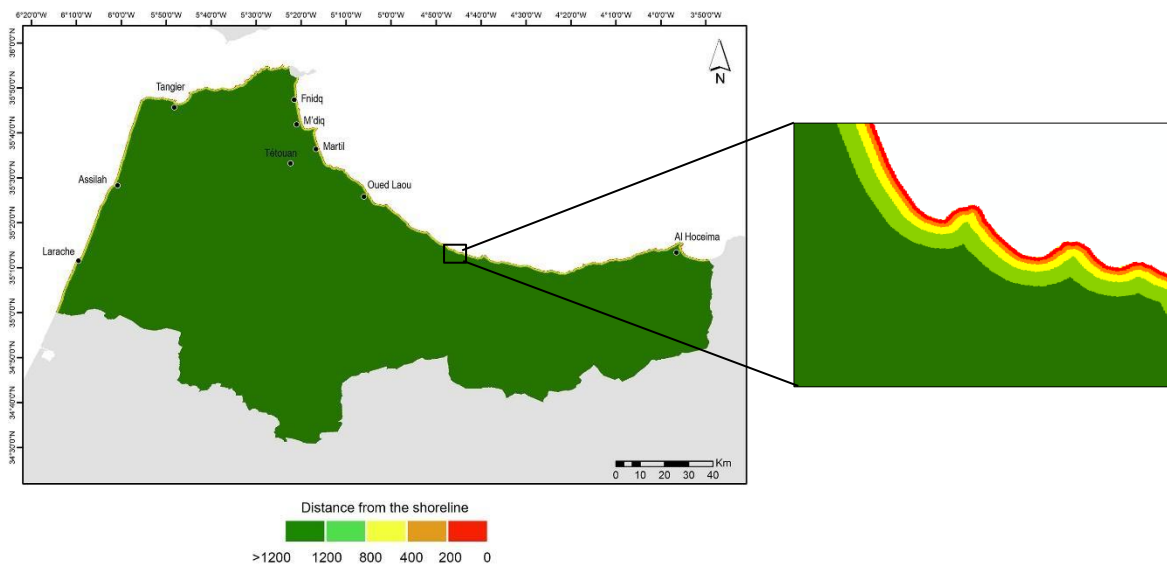 6°20'0"W 6°10'0"W 6°0'0"W 5°50'0"W 5°40'0"W 5°30'0"W 5°20'0"W 5°10'0"W 5°0'0"W 4°50'0"W 4°40'0"W 4°30'0"W 4°20'0"W 4°10'0"W 4°0'0"W 3°50'0"W
36°0'0"N
35°50'0"N
35°40'0"N
35°30'0"N
35°20'0"N
35°10'0"N
35°0'0"N
34°50'0"N
34°40'0"N
34°30'0"N
N
Tangier
Fnidq
M'diq
Martil
Tétouan
Assilah
Oued Laou
Al Hoceima
Larache
Km
0 10 20 30 40
Distance from the shoreline
>1200 1200 800 400 200 0